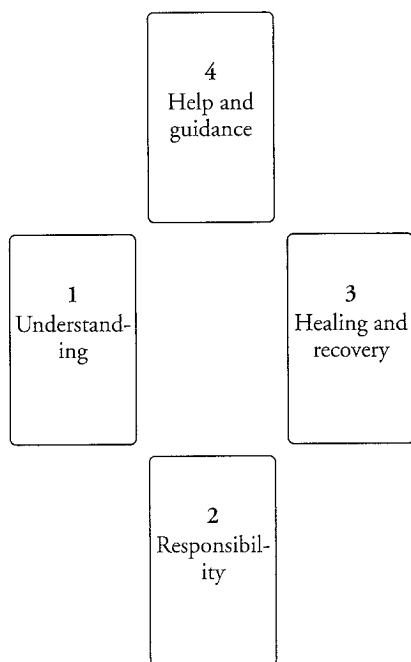 4
Help and
guidance
1
Understand-
ing
3
Healing and
recovery
2
Responsibil-
ity